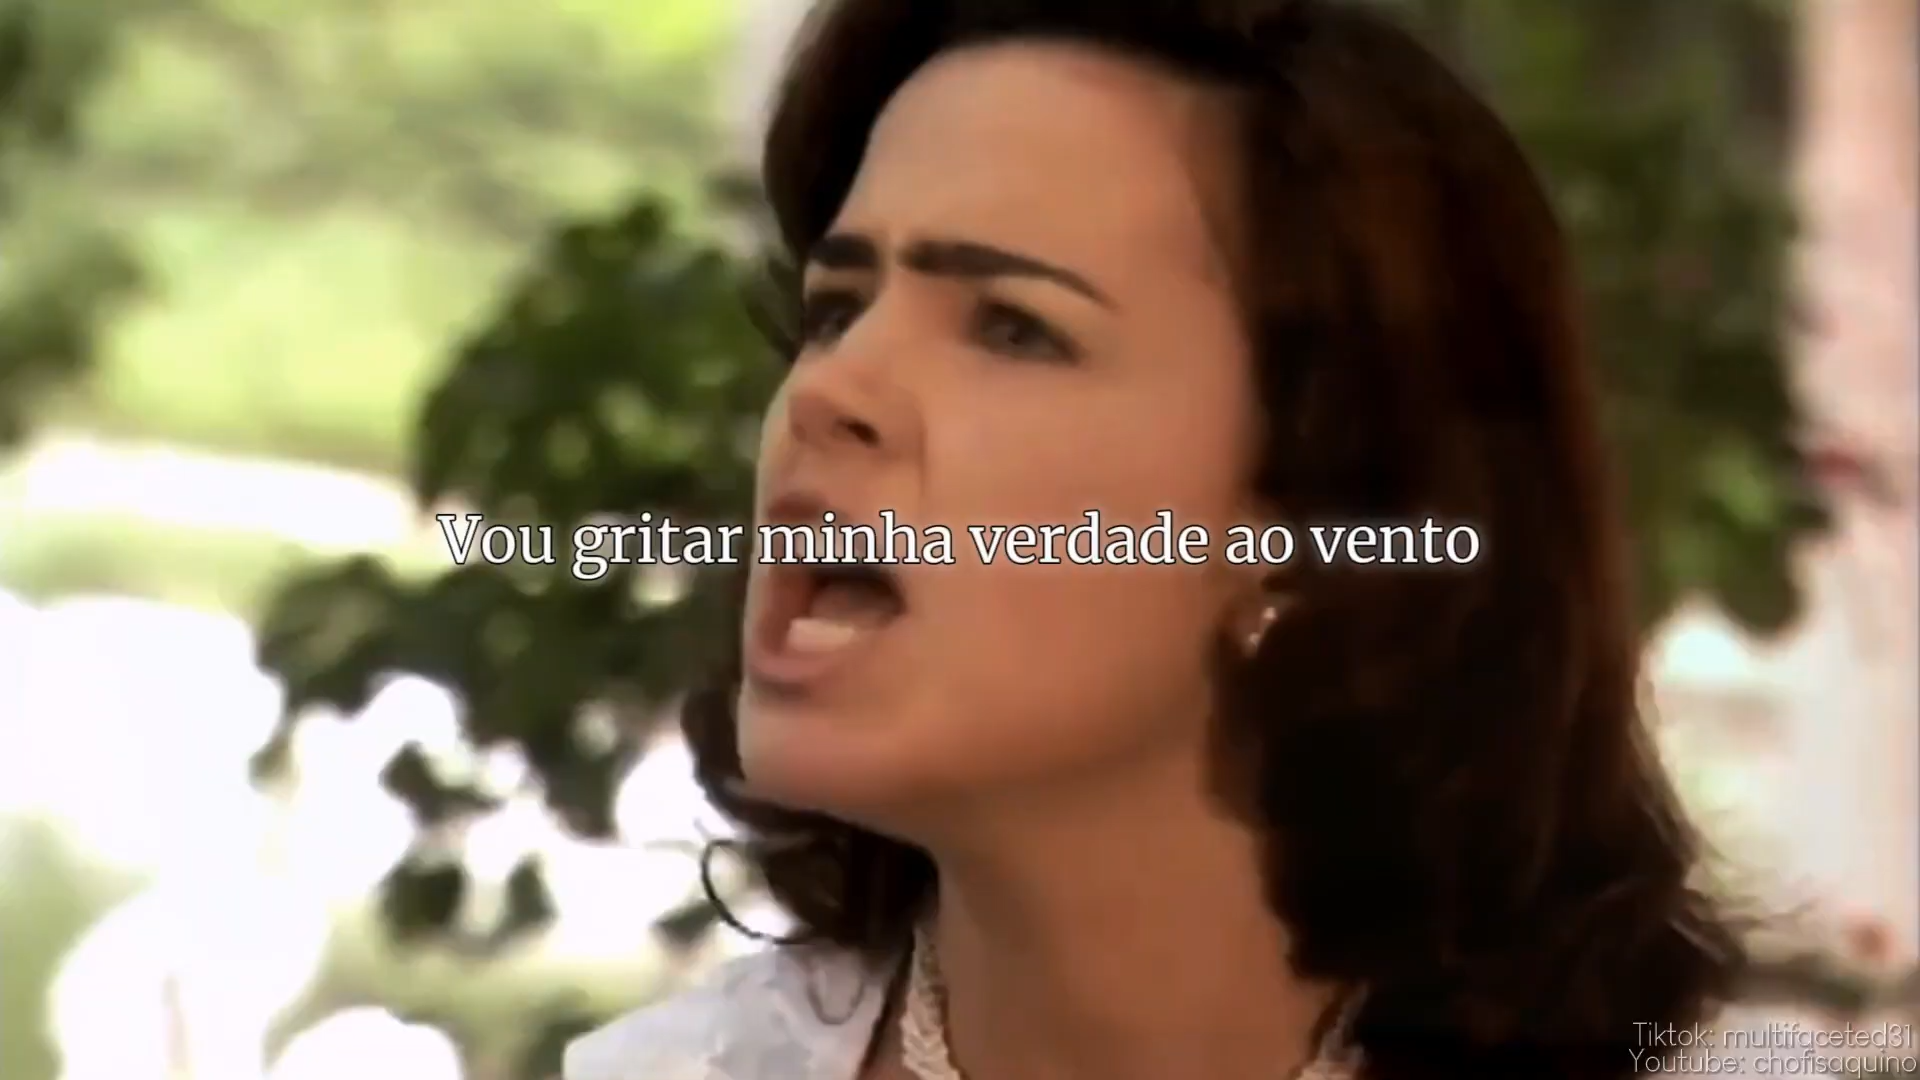 Vou gritar minha verdade ao vento
Tiktok: multifaceted31
Youtube: chofisaquino